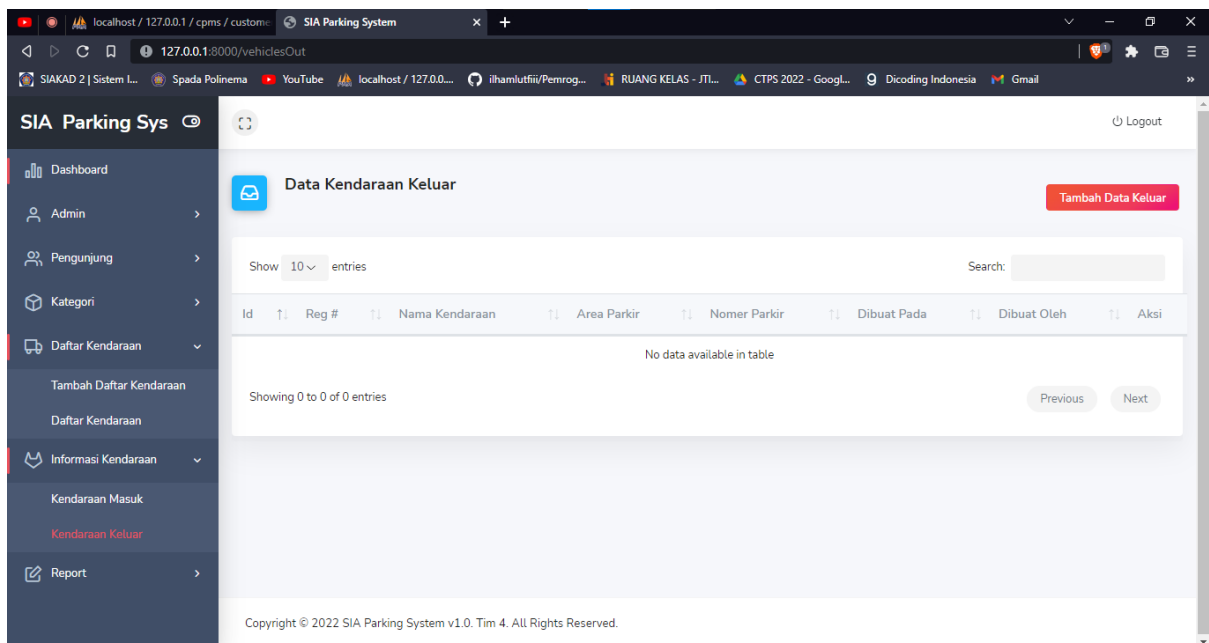 localhost / 127.0.0.1 / cpms / custome
SIA Parking System
127.0.0.1:8000/vehiclesOut
SIAKAD 2 | Sistem I... Spada Polinema YouTube localhost / 127.0.0.... ilhamlutfiii/Pemrog... RUANG KELAS - JTI... CTPS 2022 - Googl... Dicoding Indonesia Gmail
SIA Parking Sys
Logout
Dashboard
Admin
Pengunjung
Kategori
Daftar Kendaraan
Tambah Daftar Kendaraan
Daftar Kendaraan
Informasi Kendaraan
Kendaraan Masuk
Kendaraan Keluar
Report
Data Kendaraan Keluar
Tambah Data Keluar
Show 10 entries
Search:
Id Reg # Nama Kendaraan Area Parkir Nomer Parkir Dibuat Pada Dibuat Oleh Aksi
No data available in table
Showing 0 to 0 of 0 entries
Previous Next
Copyright © 2022 SIA Parking System v1.0. Tim 4. All Rights Reserved.